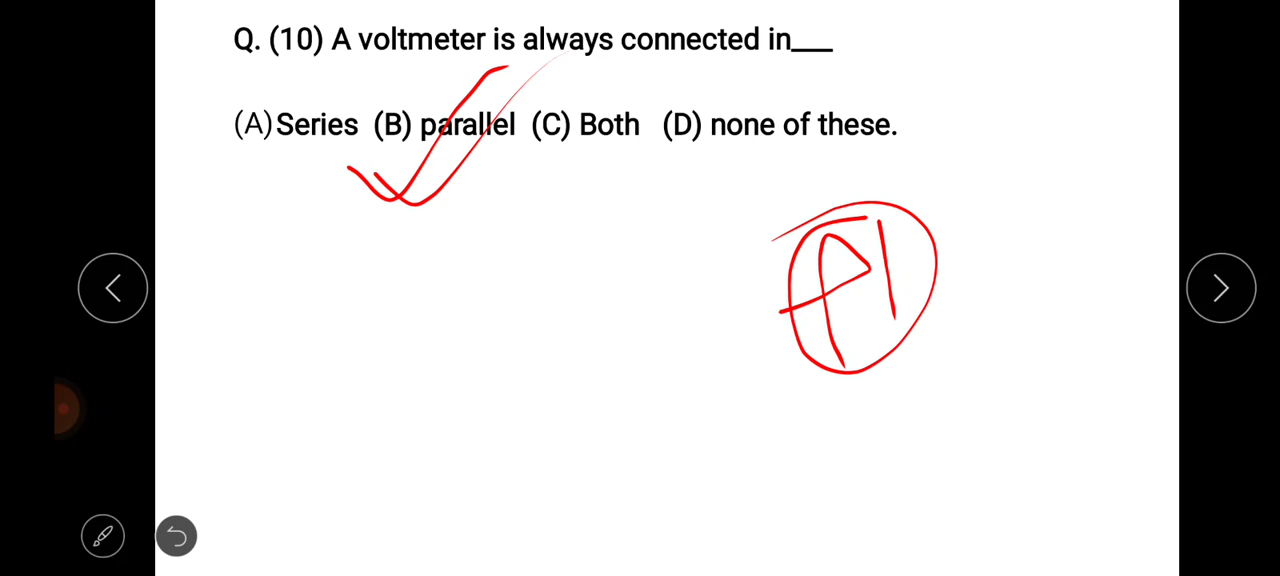 Q. (10) A voltmeter is always connected in___
(A) Series (B) parallel (C) Both (D) none of these.